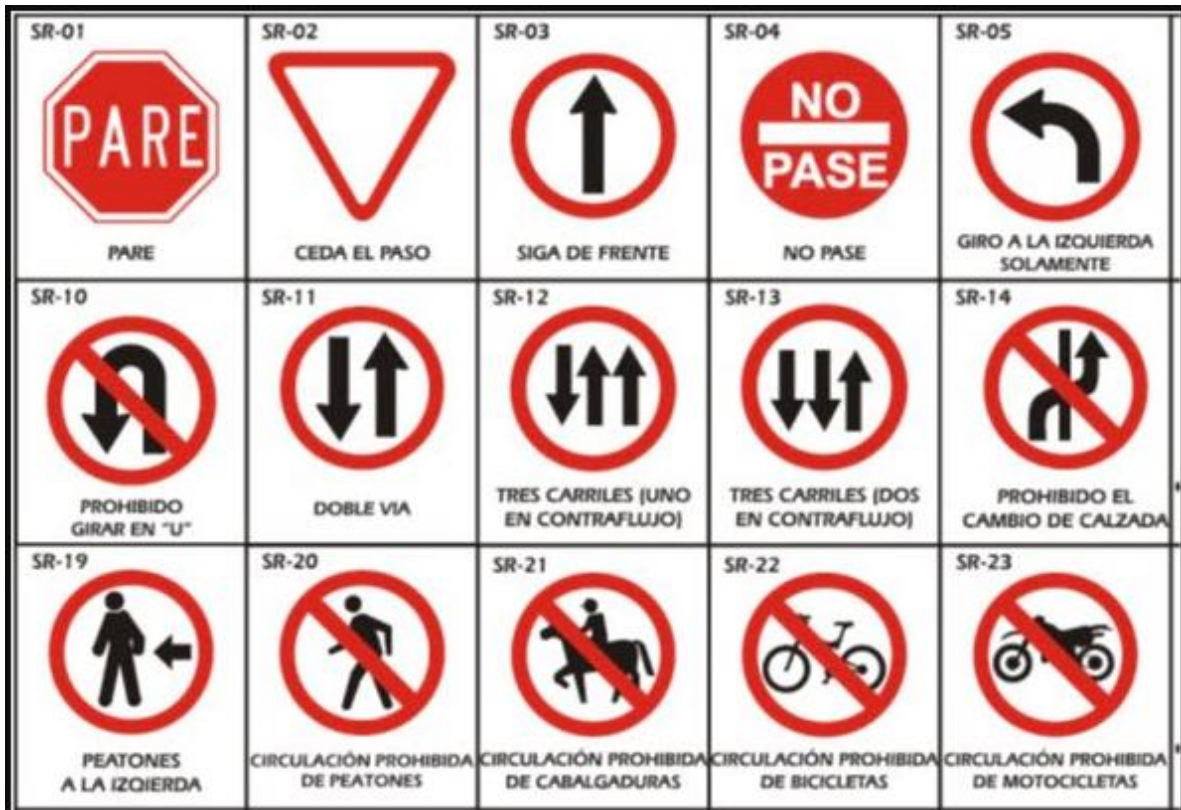 SR-01
PARE
PARE
SR-02
CEDA EL PASO
SR-03
SIGA DE FRENTE
SR-04
NO
PASE
NO PASE
SR-05
GIRO A LA IZQUIERDA
SOLAMENTE
SR-10
PROHIBIDO
GIRAR EN "U"
SR-11
DOBLE VIA
SR-12
TRES CARRILES (UNO
EN CONTRAFLUJO)
SR-13
TRES CARRILES (DOS
EN CONTRAFLUJO)
SR-14
PROHIBIDO EL
CAMBIO DE CALZADA
SR-19
PEATONES
A LA IZQIERDA
SR-20
CIRCULACIÓN PROHIBIDA
DE PEATONES
SR-21
CIRCULACIÓN PROHIBIDA
DE CABALGADURAS
SR-22
CIRCULACIÓN PROHIBIDA
DE BICICLETAS
SR-23
CIRCULACIÓN PROHIBIDA
DE MOTOCICLETAS